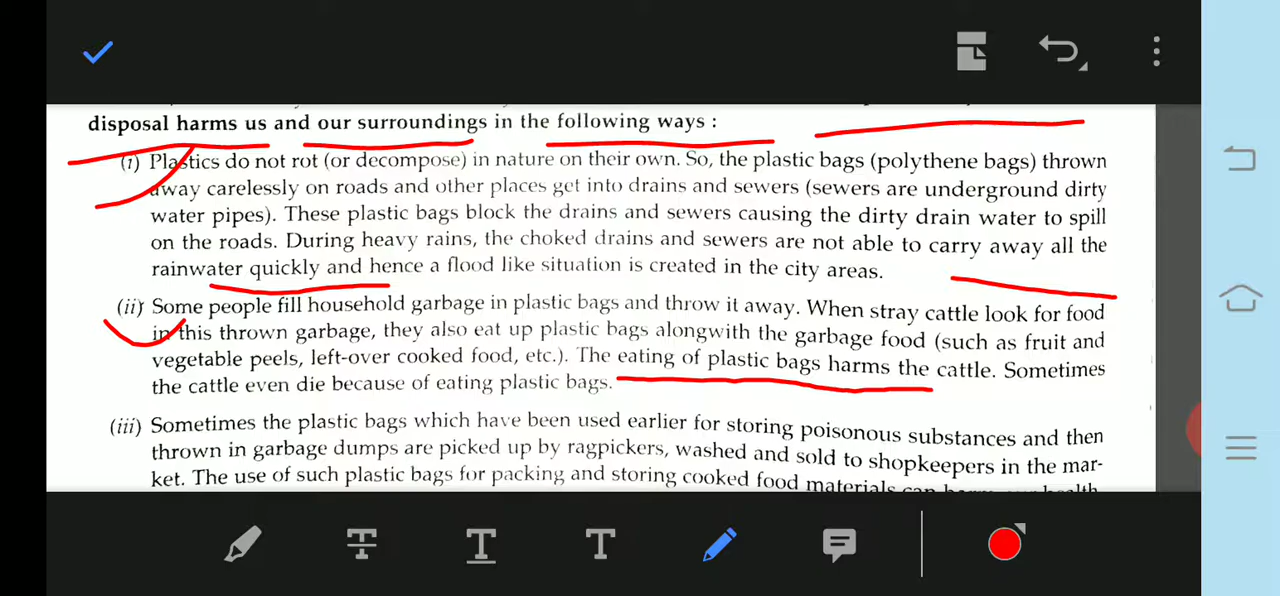 disposal harms us and our surroundings in the following ways :
(i) Plastics do not rot (or decompose) in nature on their own. So, the plastic bags (polythene bags) thrown
away carelessly on roads and other places get into drains and sewers (sewers are underground dirty
water pipes). These plastic bags block the drains and sewers causing the dirty drain water to spill
on the roads. During heavy rains, the choked drains and sewers are not able to carry away all the
rainwater quickly and hence a flood like situation is created in the city areas.
(ii) Some people fill household garbage in plastic bags and throw it away. When stray cattle look for food
in this thrown garbage, they also eat up plastic bags alongwith the garbage food (such as fruit and
vegetable peels, left-over cooked food, etc.). The eating of plastic bags harms the cattle. Sometimes
the cattle even die because of eating plastic bags.
(iii) Sometimes the plastic bags which have been used earlier for storing poisonous substances and then
thrown in garbage dumps are picked up by ragpickers, washed and sold to shopkeepers in the mar-
ket. The use of such plastic bags for packing and storing cooked food materials can harm our health
T
T
T